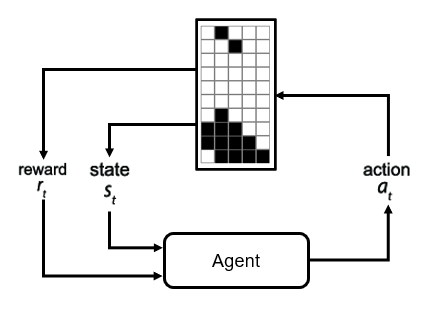 reward
r_t
state
s_t
action
a_t
Agent